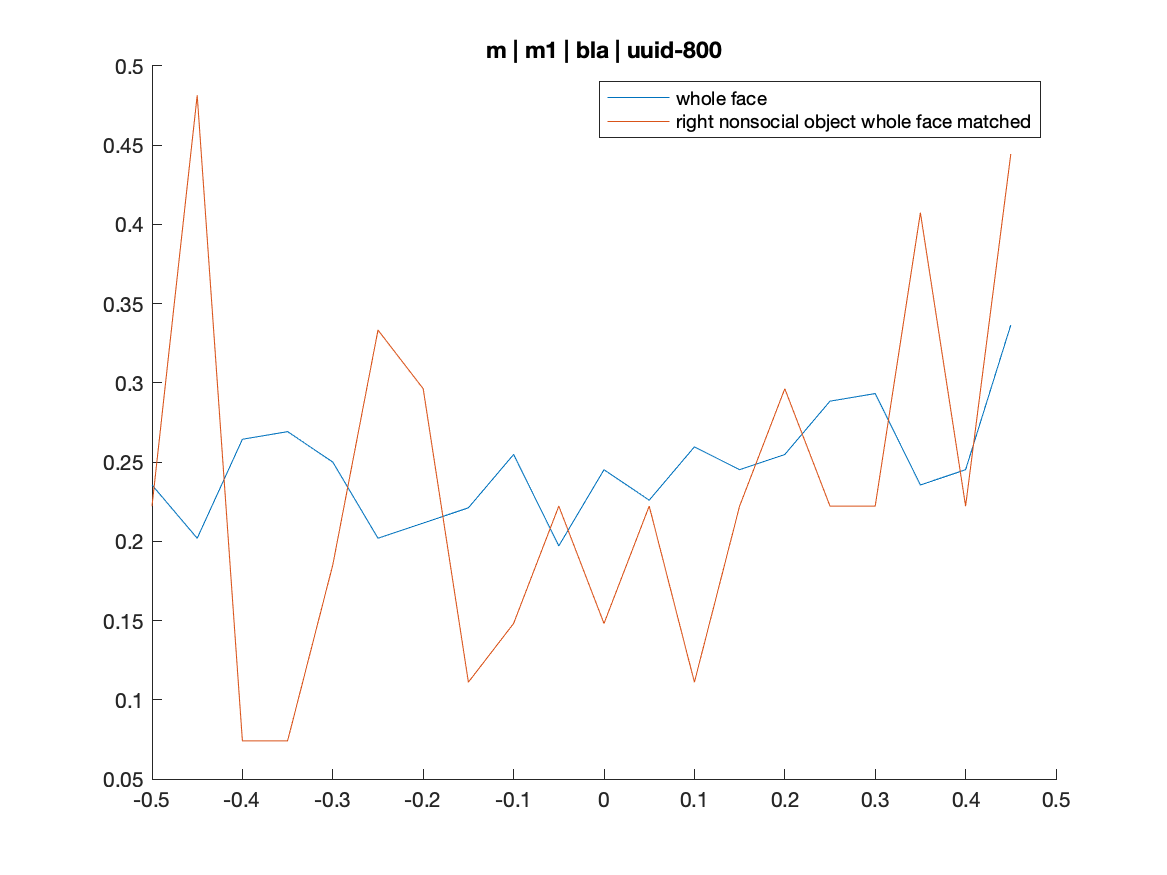 m | m1 | bla | uuid-800
0.5
whole face
right nonsocial object whole face matched
0.45
0.4
0.35
0.3
0.25
0.2
0.15
0.1
0.05
-0.5 -0.4 -0.3 -0.2 -0.1 0 0.1 0.2 0.3 0.4 0.5